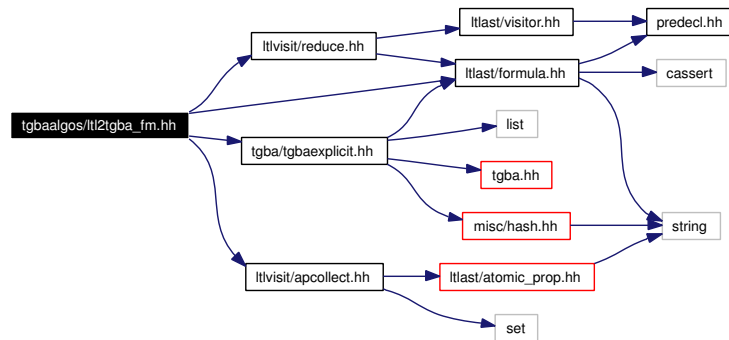 ltlast/visitor.hh
predecl.hh
ltlvisit/reduce.hh
ltlast/formula.hh
cassert
tgbaalgos/ltl2tgba_fm.hh
list
tgba/tgbaexplicit.hh
tgba.hh
misc/hash.hh
string
ltlvisit/apcollect.hh
ltlast/atomic_prop.hh
set